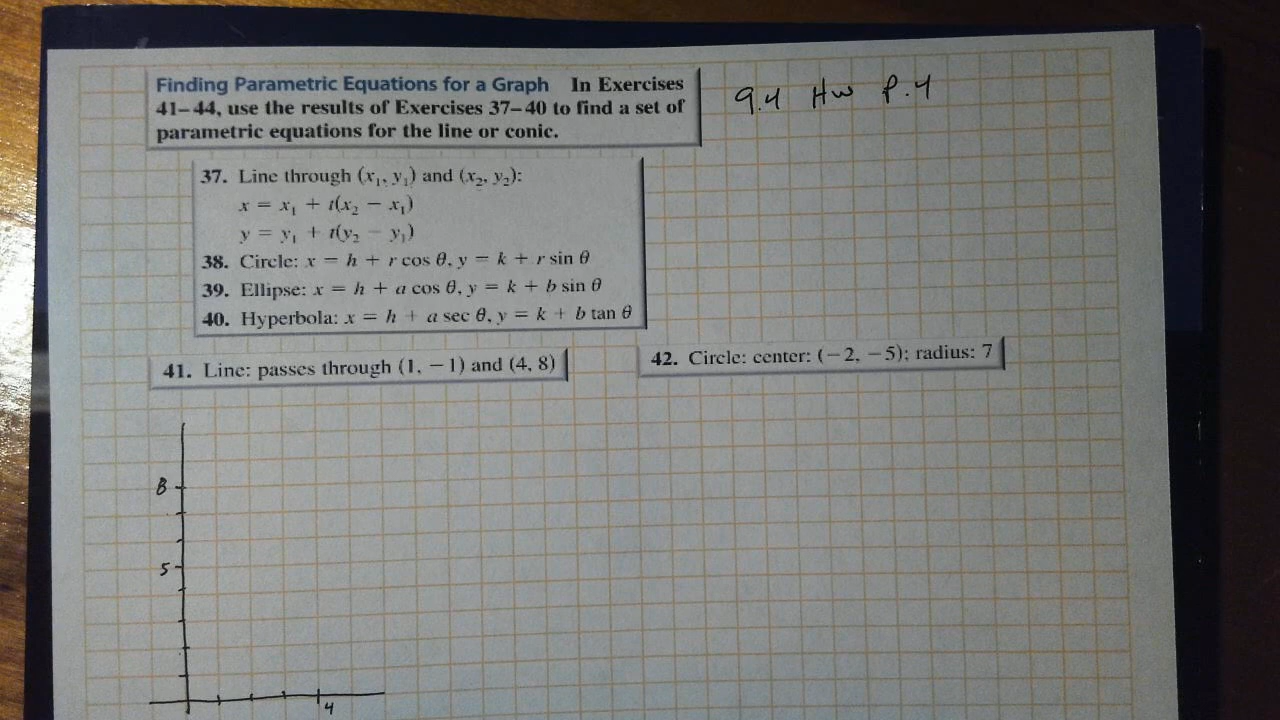 Finding Parametric Equations for a Graph In Exercises
41–44, use the results of Exercises 37–40 to find a set of
parametric equations for the line or conic.
9.4 HW P.4
37. Line through (x₁, y₁) and (x₂, y₂):
x = x₁ + t(x₂ − x₁)
y = y₁ + t(y₂ − y₁)
38. Circle: x = h + r cos θ, y = k + r sin θ
39. Ellipse: x = h + a cos θ, y = k + b sin θ
40. Hyperbola: x = h + a sec θ, y = k + b tan θ
41. Line: passes through (1, −1) and (4, 8)
42. Circle: center: (−2, −5); radius: 7
8
5
4